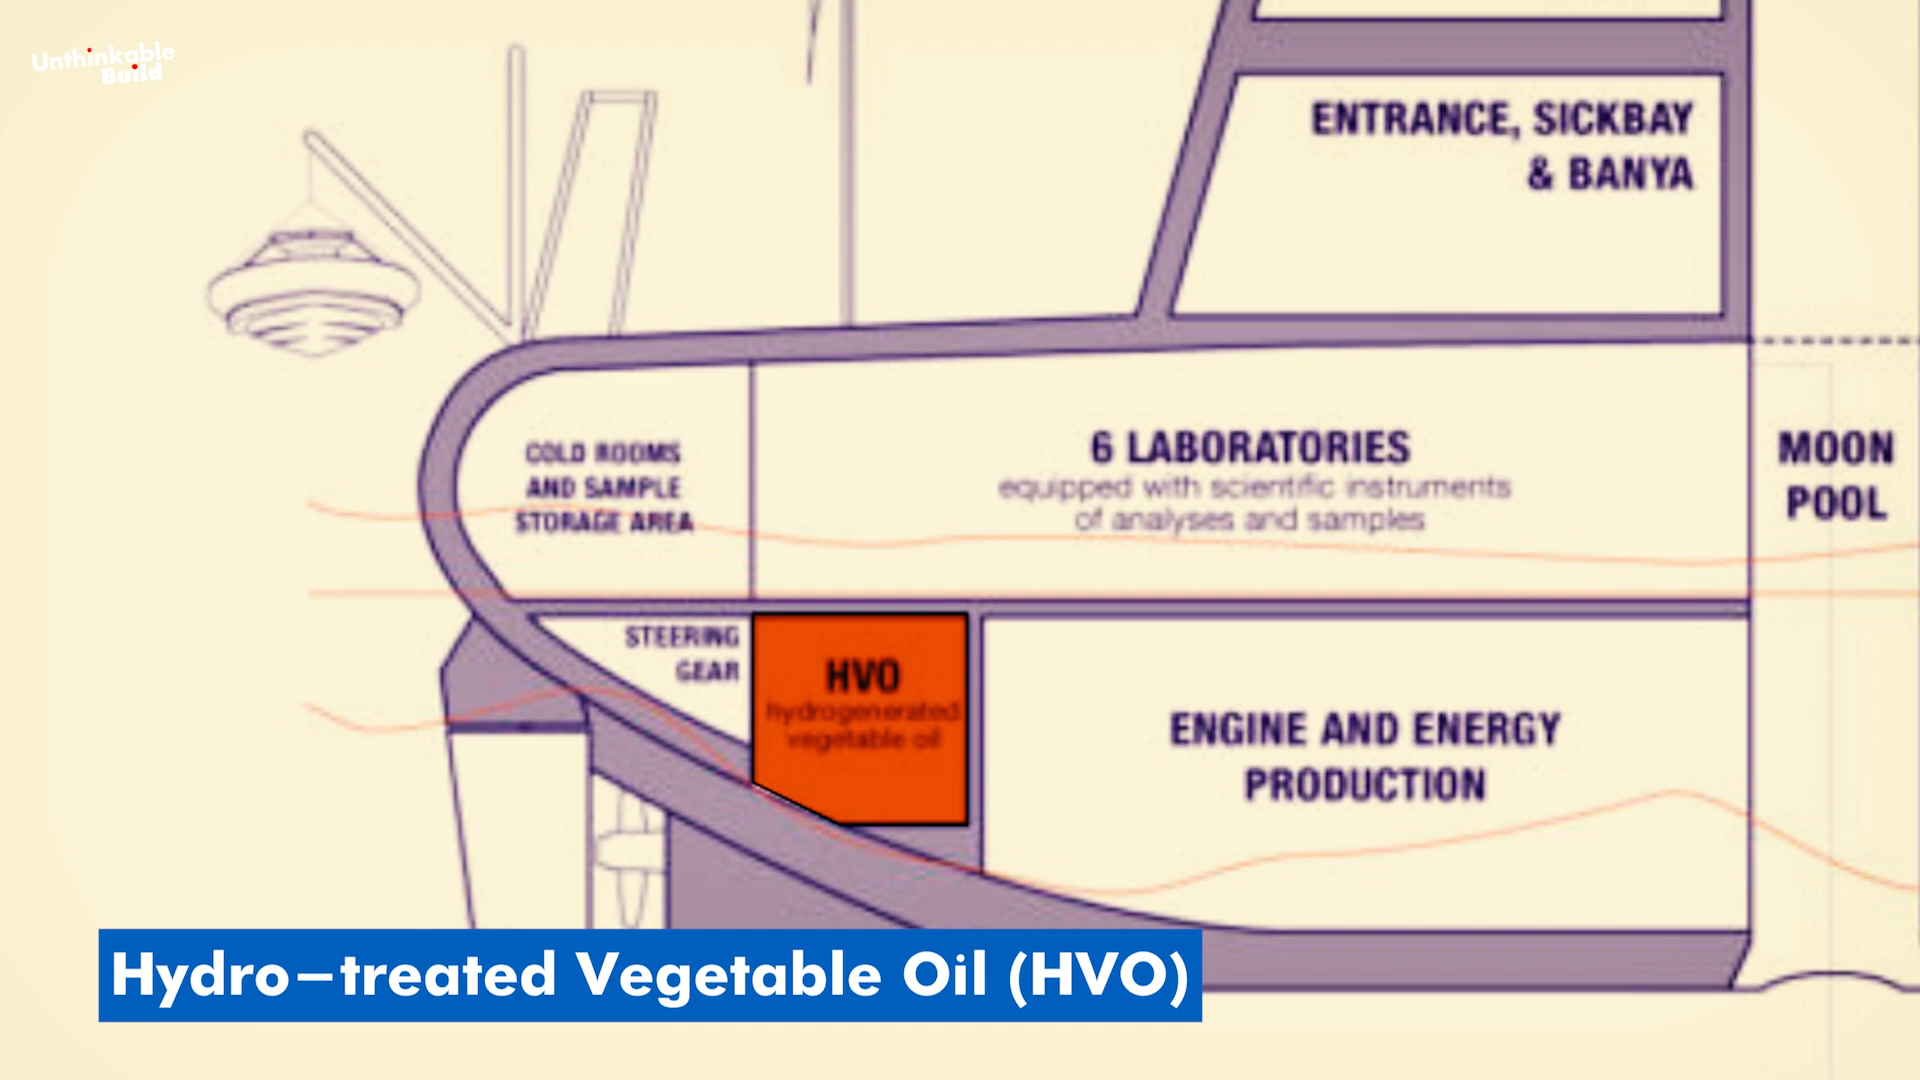 Unthinkable
Build
ENTRANCE, SICKBAY
& BANYA
COLD ROOMS
AND SAMPLE
STORAGE AREA
6 LABORATORIES
equipped with scientific instruments
of analyses and samples
MOON
POOL
STEERING
GEAR
HVO
hydrogenerated
vegetable oil
ENGINE AND ENERGY
PRODUCTION
Hydro–treated Vegetable Oil (HVO)